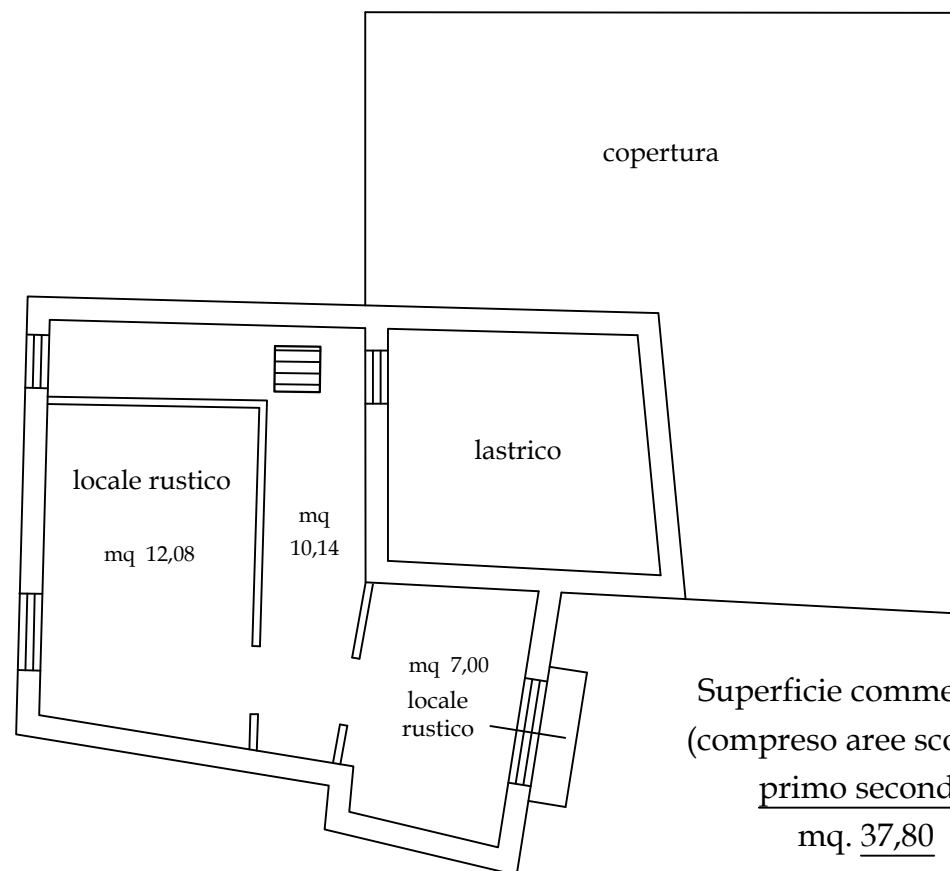 copertura
lastrico
locale rustico
mq 12,08
mq
10,14
mq 7,00
locale
rustico
Superficie comme
(compreso aree sco
primo second
mq. 37,80